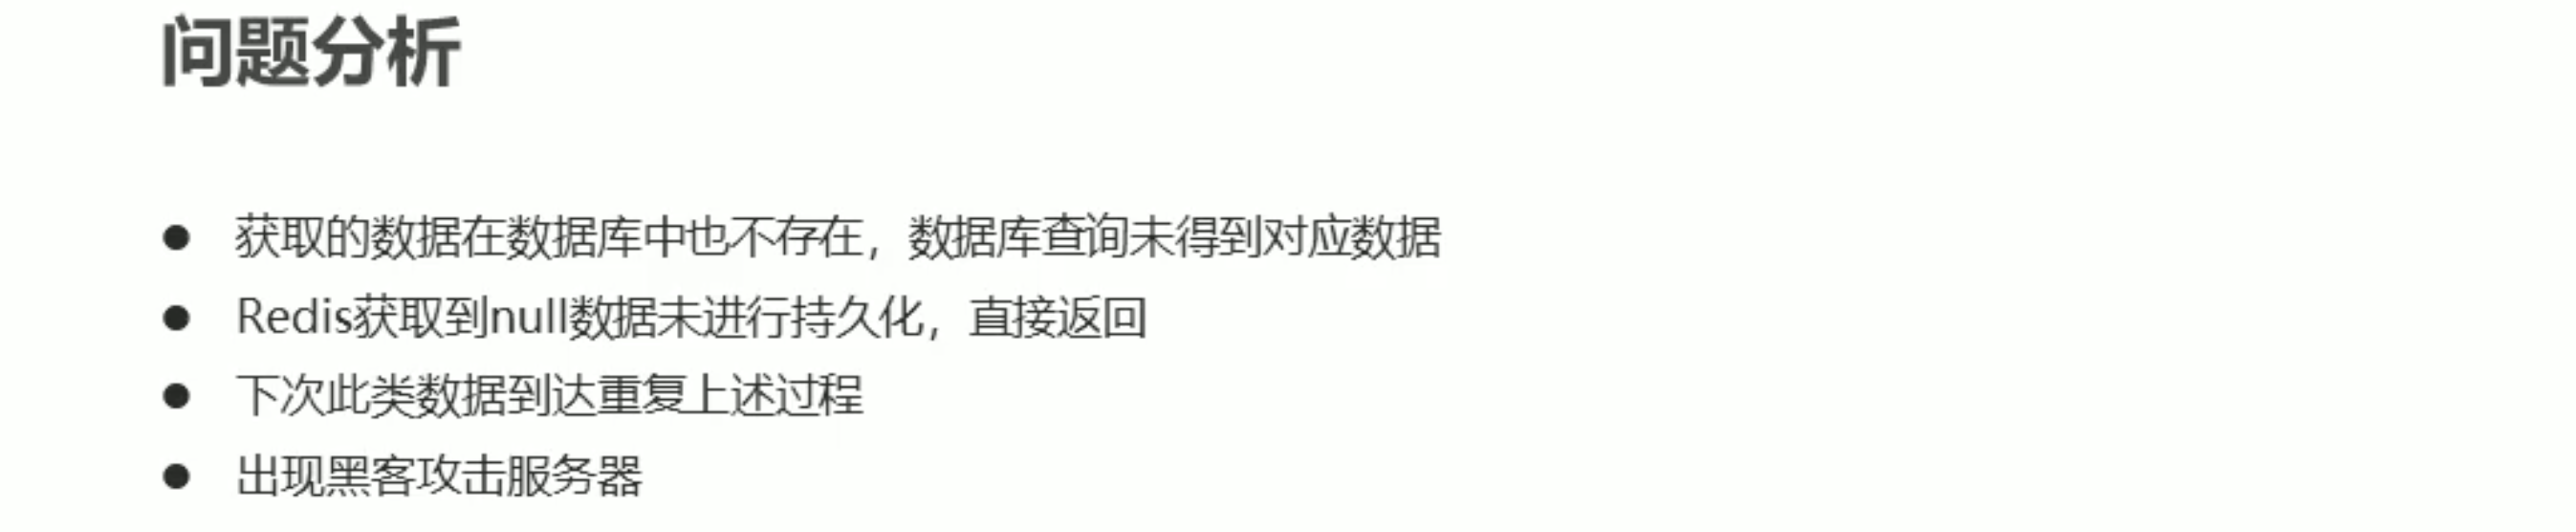 问题分析
● 获取的数据在数据库中也不存在，数据库查询未得到对应数据
● Redis获取到null数据未进行持久化，直接返回
● 下次此类数据到达重复上述过程
● 出现黑客攻击服务器